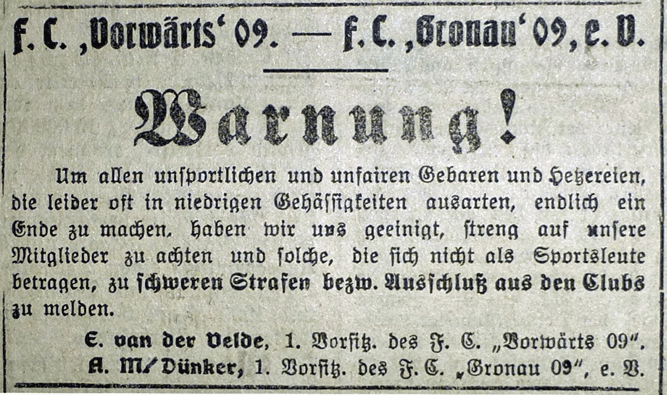 F. C. ‚Vorwärts‘ 09. — F. C. ‚Gronau‘ 09, e. V.
Warnung!
Um allen unsportlichen und unfairen Gebaren und Hetzereien,
die leider oft in niedrigen Gehässigkeiten ausarten, endlich ein
Ende zu machen, haben wir uns geeinigt, streng auf unsere
Mitglieder zu achten und solche, die sich nicht als Sportsleute
betragen, zu schweren Strafen bezw. Ausschluß aus den Clubs
zu melden.
E. van der Velde, 1. Vorsitz. des F. C. „Vorwärts 09“.
A. M/Dünker, 1. Vorsitz. des F. C. „Gronau 09“, e. V.